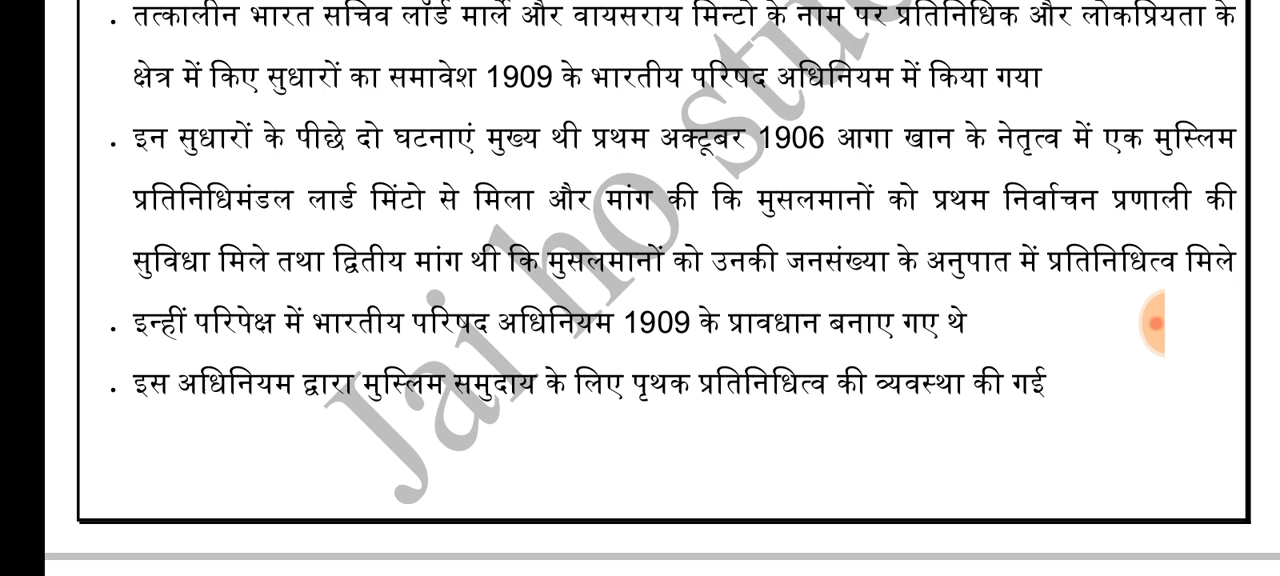 . तत्कालीन भारत सचिव लॉर्ड मार्ले और वायसराय मिन्टो के नाम पर प्रतिनिधिक और लोकप्रियता के
क्षेत्र में किए सुधारों का समावेश 1909 के भारतीय परिषद अधिनियम में किया गया
. इन सुधारों के पीछे दो घटनाएं मुख्य थी प्रथम अक्टूबर 1906 आगा खान के नेतृत्व में एक मुस्लिम
प्रतिनिधिमंडल लार्ड मिंटो से मिला और मांग की कि मुसलमानों को प्रथम निर्वाचन प्रणाली की
सुविधा मिले तथा द्वितीय मांग थी कि मुसलमानों को उनकी जनसंख्या के अनुपात में प्रतिनिधित्व मिले
. इन्हीं परिपेक्ष में भारतीय परिषद अधिनियम 1909 के प्रावधान बनाए गए थे
. इस अधिनियम द्वारा मुस्लिम समुदाय के लिए पृथक प्रतिनिधित्व की व्यवस्था की गई
Jai ho stu